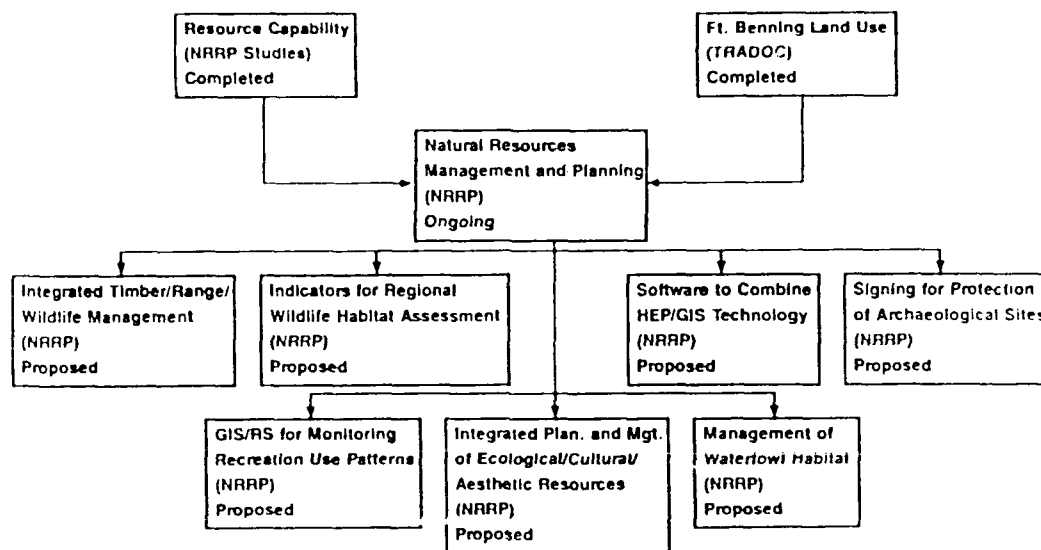 Resource Capability
(NRRP Studies)
Completed
Ft. Benning Land Use
(TRADOC)
Completed
Natural Resources
Management and Planning
(NRRP)
Ongoing
Integrated Timber/Range/
Wildlife Management
(NRRP)
Proposed
Indicators for Regional
Wildlife Habitat Assessment
(NRRP)
Proposed
Software to Combine
HEP/GIS Technology
(NRRP)
Proposed
Signing for Protection
of Archaeological Sites
(NRRP)
Proposed
GIS/RS for Monitoring
Recreation Use Patterns
(NRRP)
Proposed
Integrated Plan. and Mgt.
of Ecological/Cultural/
Aesthetic Resources
(NRRP)
Proposed
Management of
Waterfowl Habitat
(NRRP)
Proposed